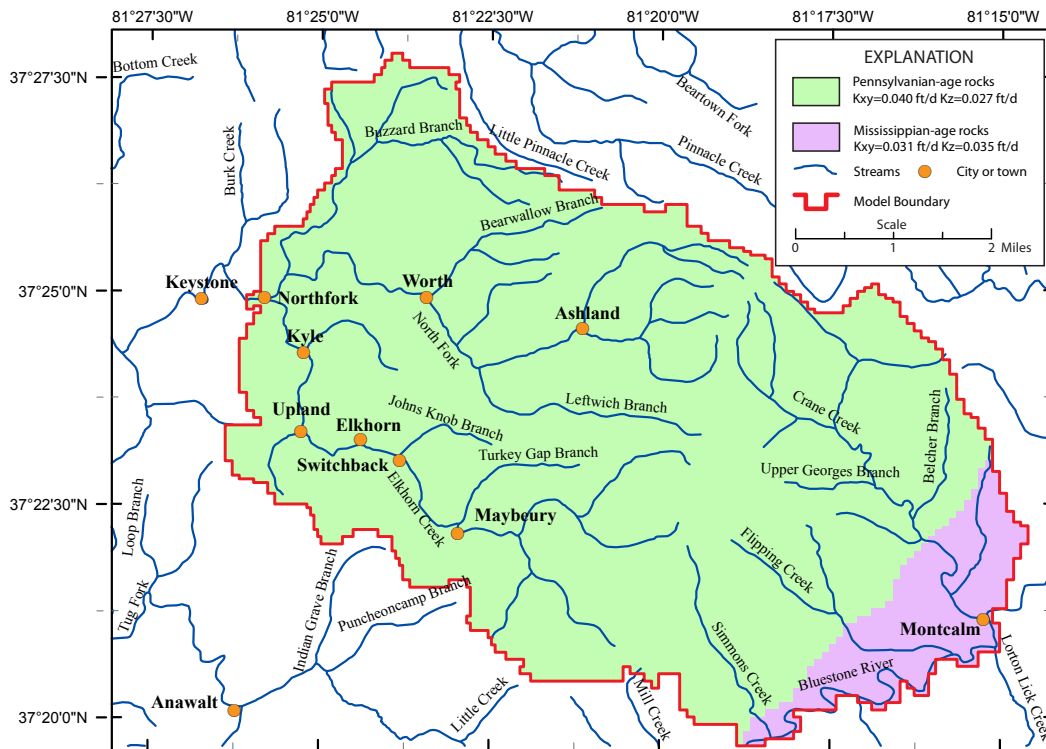 81°27'30"W
81°25'0"W
81°22'30"W
81°20'0"W
81°17'30"W
81°15'0"W
37°27'30"N
37°25'0"N
37°22'30"N
37°20'0"N
EXPLANATION
Pennsylvanian-age rocks
Kxy=0.040 ft/d Kz=0.027 ft/d
Mississippian-age rocks
Kxy=0.031 ft/d Kz=0.035 ft/d
Streams
City or town
Model Boundary
Scale
0 1 2 Miles
Bottom Creek
Burk Creek
Buzzard Branch
Little Pinnacle Creek
Beartown Fork
Pinnacle Creek
Bearwallow Branch
Keystone
Northfork
Worth
Ashland
Kyle
North Fork
Upland
Elkhorn
Johns Knob Branch
Leftwich Branch
Crane Creek
Belcher Branch
Switchback
Turkey Gap Branch
Upper Georges Branch
Elkhorn Creek
Maybeury
Loop Branch
Tug Fork
Indian Grave Branch
Puncheoncamp Branch
Flipping Creek
Simmons Creek
Montcalm
Bluestone River
Lorton Lick Creek
Anawalt
Little Creek
Mill Creek